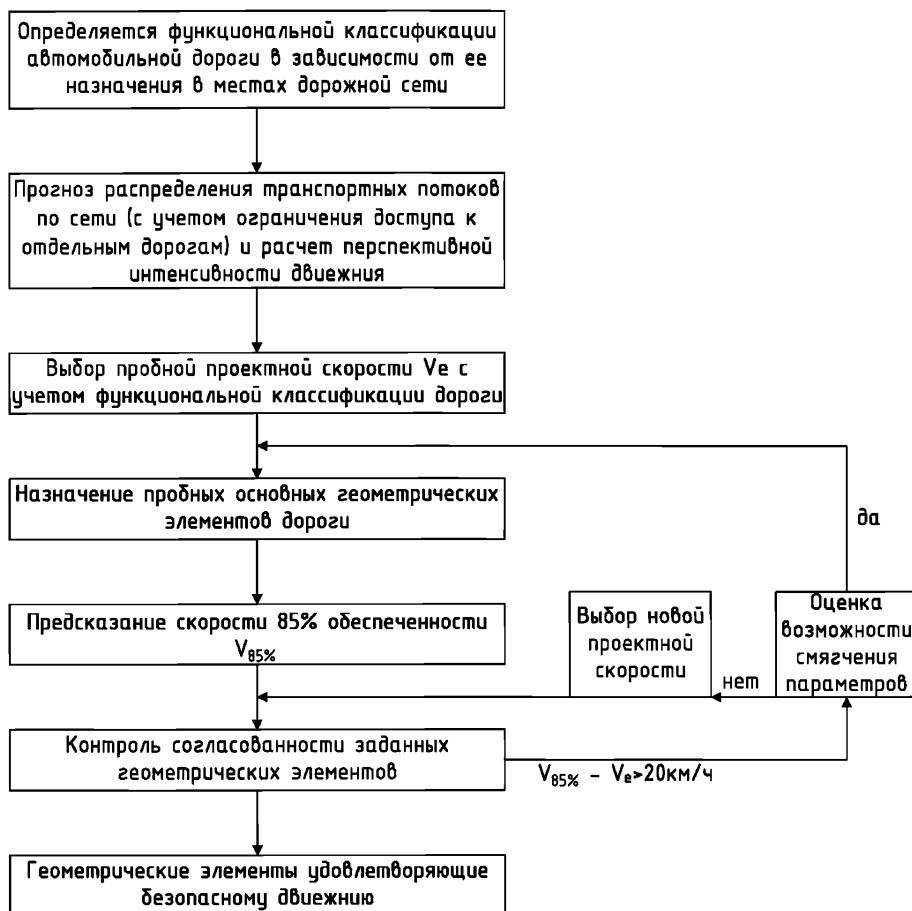 Определяется функциональной классификации
автомобильной дороги в зависимости от ее
назначения в местах дорожной сети
Прогноз распределения транспортных потоков
по сети (с учетом ограничения доступа к
отдельным дорогам) и расчет перспективной
интенсивности двиежния
Выбор пробной проектной скорости Ve с
учетом функциональной классификации дороги
Назначение пробных основных геометрических
элементов дороги
да
Предсказание скорости 85% обеспеченности
V85%
Выбор новой
проектной
скорости
Оценка
возможности
смягчения
параметров
нет
Контроль согласованности заданных
геометрических элементов
V85% - Ve>20км/ч
Геометрические элементы удовлетворяющие
безопасному двиежнию